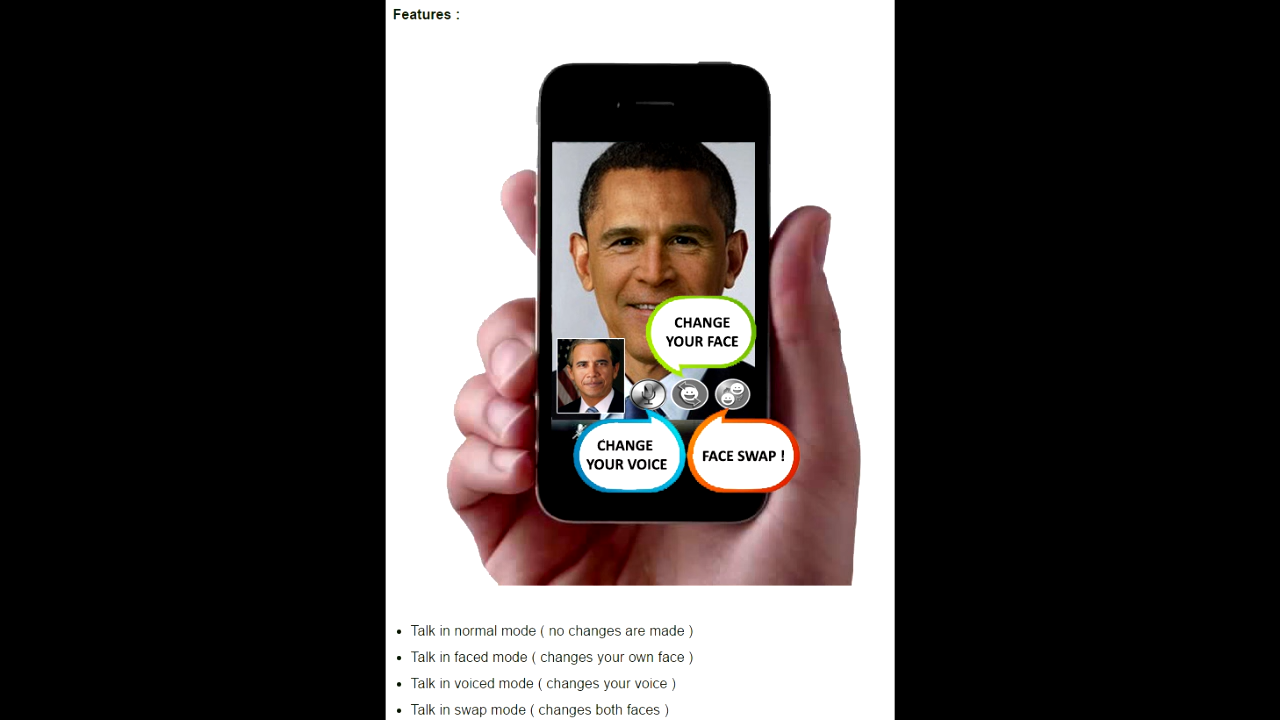 Features :
CHANGE
YOUR FACE
CHANGE
YOUR VOICE
FACE SWAP !
Talk in normal mode ( no changes are made )
Talk in faced mode ( changes your own face )
Talk in voiced mode ( changes your voice )
Talk in swap mode ( changes both faces )